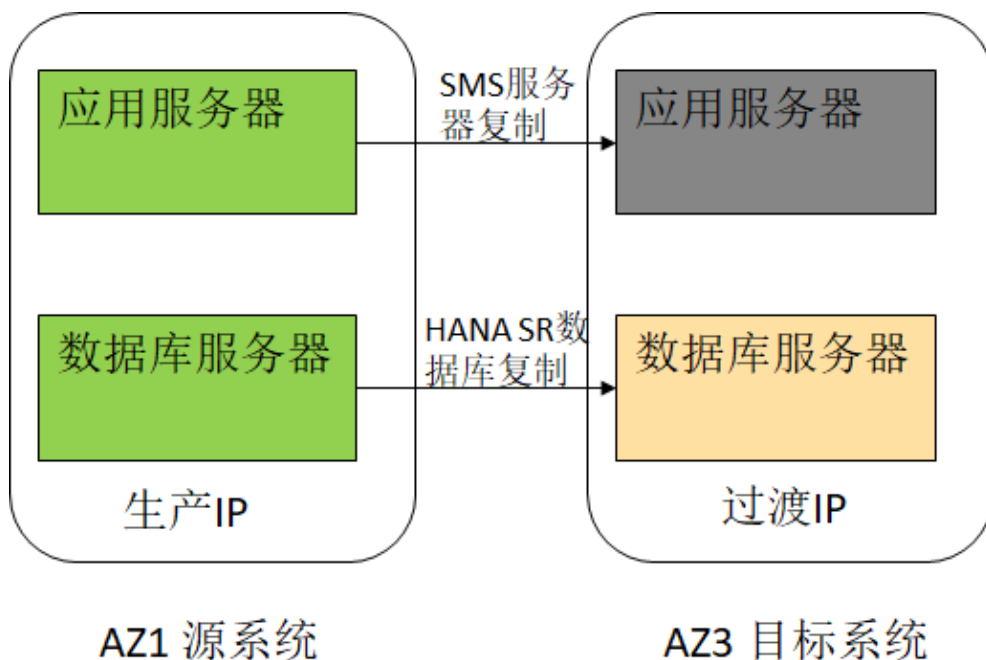 应用服务器
SMS服务
器复制
应用服务器
数据库服务器
HANA SR数
据库复制
数据库服务器
生产IP
过渡IP
AZ1 源系统
AZ3 目标系统